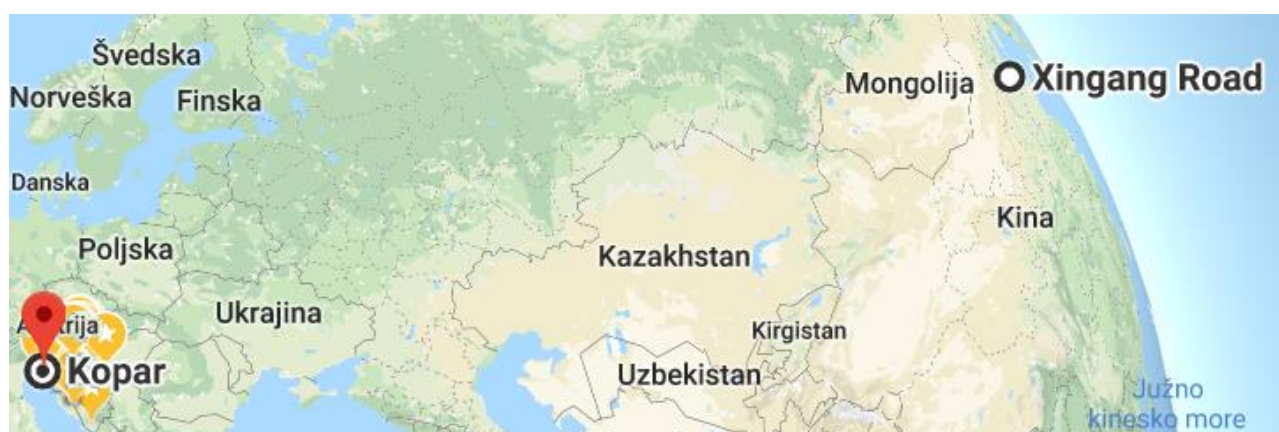 Švedska
Norveška
Finska
Danska
Poljska
Ukrajina
Kopar
Kazakhstan
Uzbekistan
Kirgistan
Mongolija
Xingang Road
Kina
Južno
kinesko more